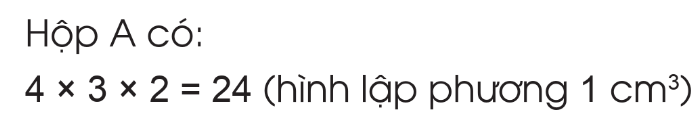 Hộp A có:
4 × 3 × 2 = 24 (hình lập phương 1 cm³)